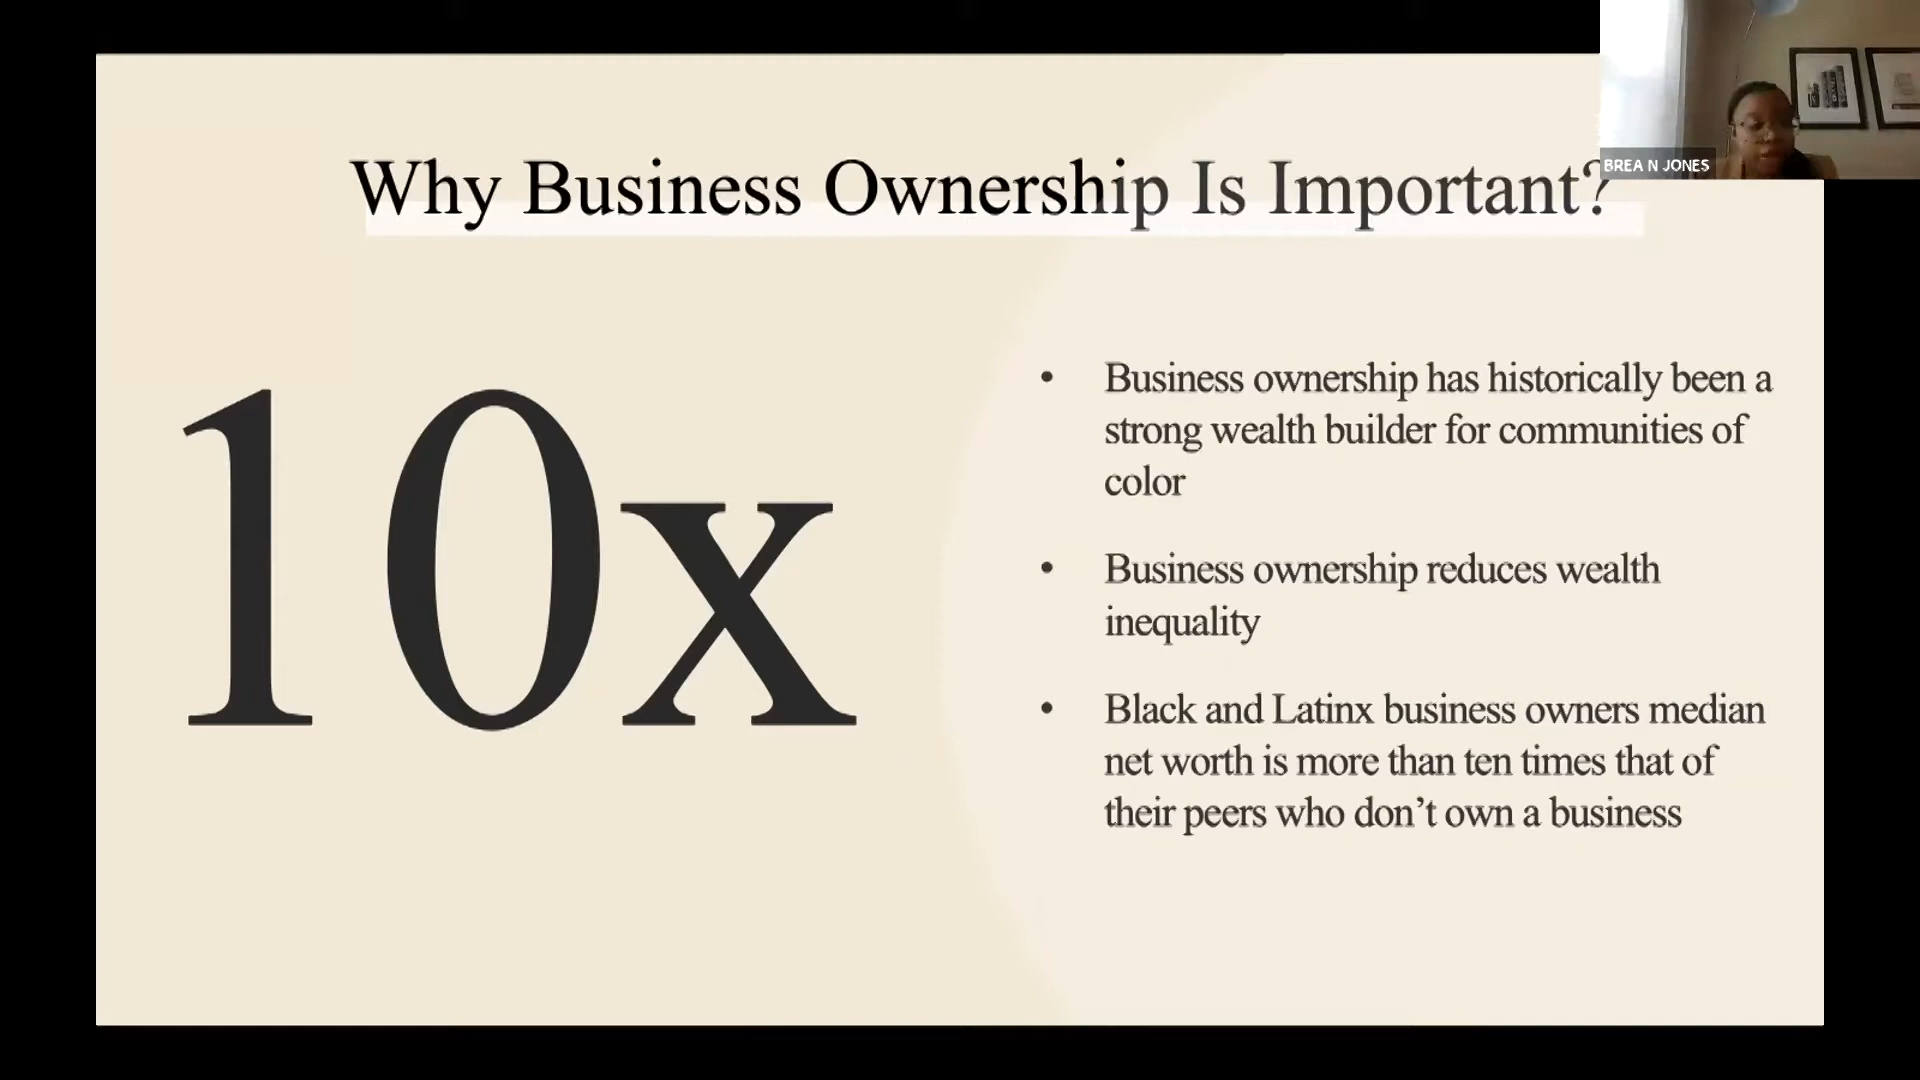 BREA N JONES
Why Business Ownership Is Important?
10x
• Business ownership has historically been a
strong wealth builder for communities of
color
• Business ownership reduces wealth
inequality
• Black and Latinx business owners median
net worth is more than ten times that of
their peers who don’t own a business